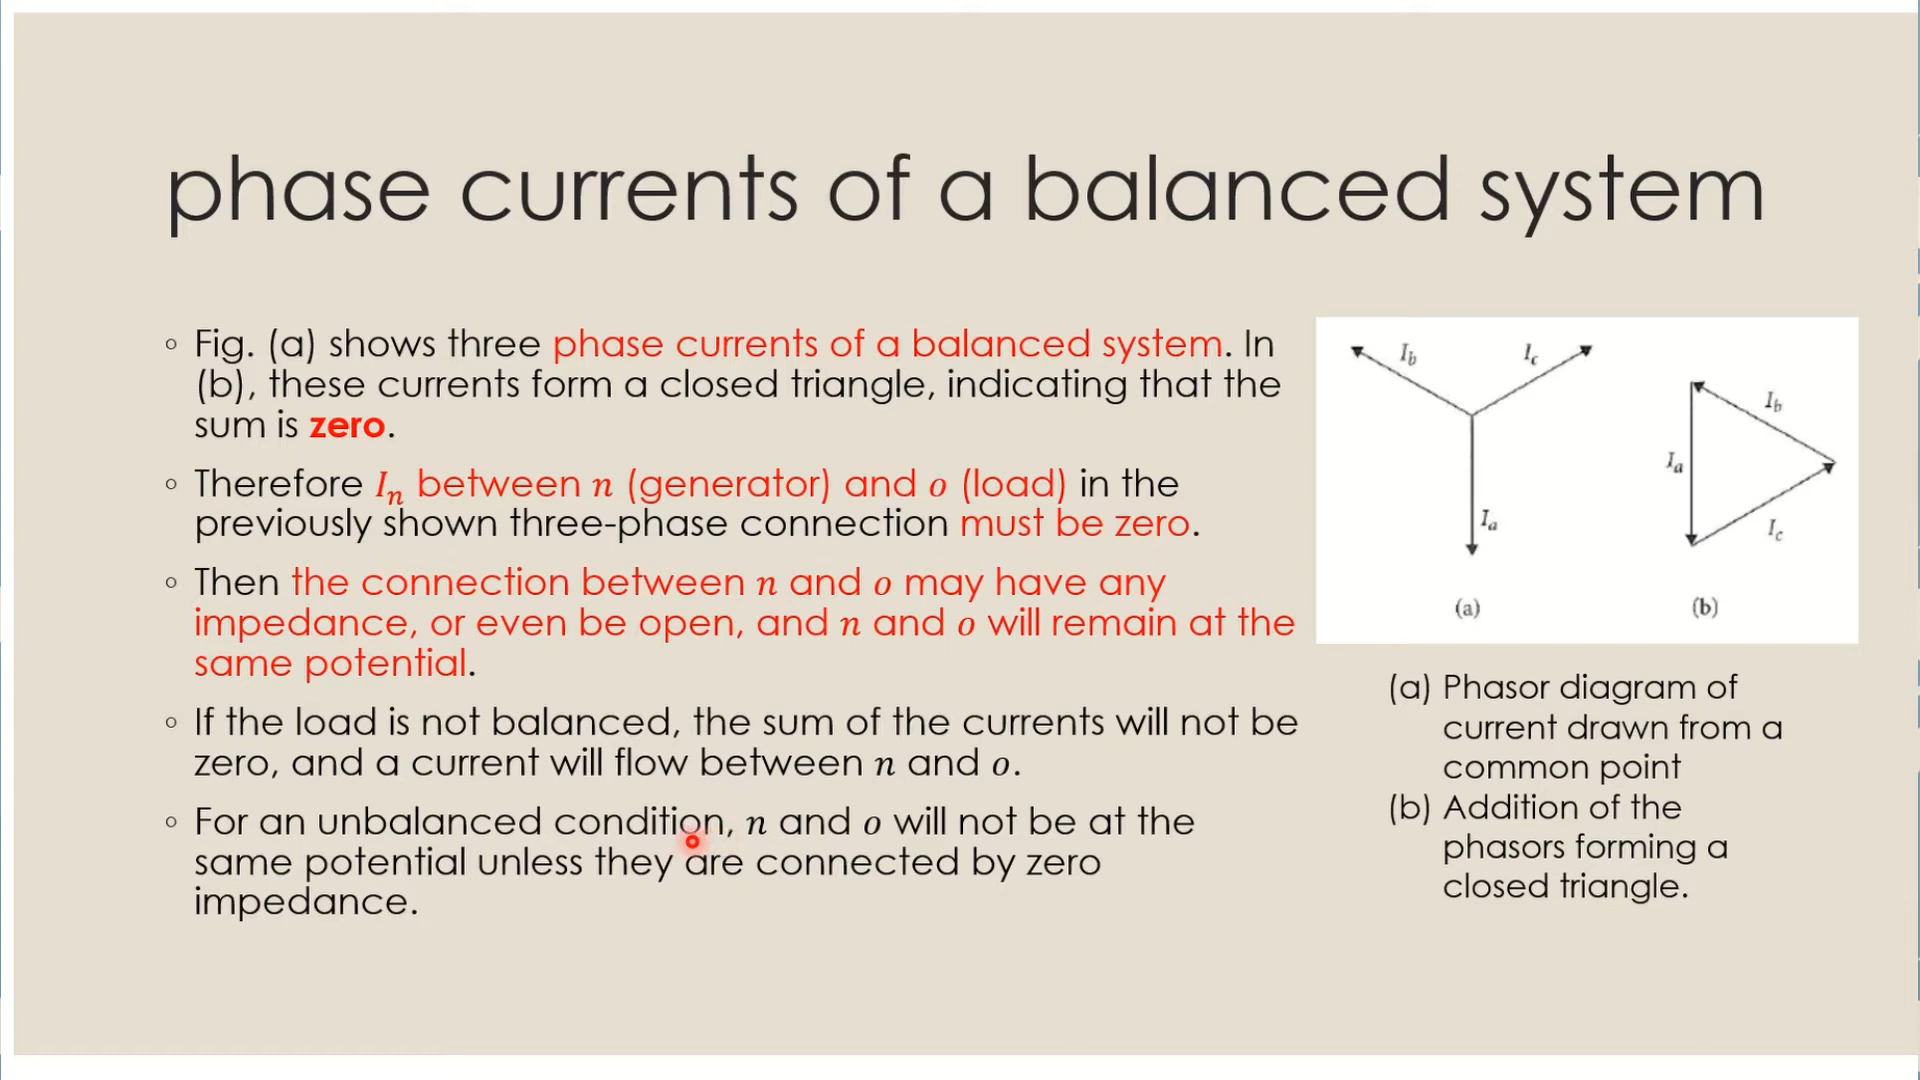 phase currents of a balanced system
◦ Fig. (a) shows three phase currents of a balanced system. In
(b), these currents form a closed triangle, indicating that the
sum is zero.
◦ Therefore Iₙ between n (generator) and o (load) in the
previously shown three-phase connection must be zero.
◦ Then the connection between n and o may have any
impedance, or even be open, and n and o will remain at the
same potential.
◦ If the load is not balanced, the sum of the currents will not be
zero, and a current will flow between n and o.
◦ For an unbalanced condition, n and o will not be at the
same potential unless they are connected by zero
impedance.
I_b
I_c
I_a
(a)
I_b
I_a
I_c
(b)
(a) Phasor diagram of
current drawn from a
common point
(b) Addition of the
phasors forming a
closed triangle.